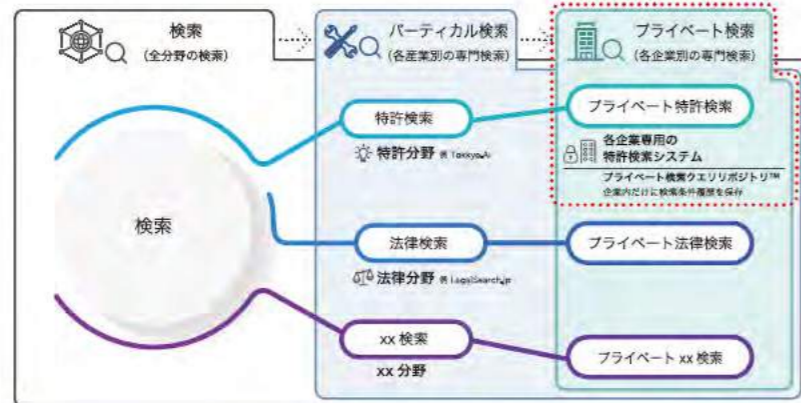 検索
(全分野の検索)
バーティカル検索
(各産業別の専門検索)
プライベート検索
(各企業別の専門検索)
検索
特許検索
特許分野 例 Tokkyo.Ai
プライベート特許検索
各企業専用の
特許検索システム
プライベート検索クエリリポジトリ™
企業内だけに検索条件履歴を保存
法律検索
法律分野 例 LegalSearch.jp
プライベート法律検索
xx 検索
xx 分野
プライベート xx 検索